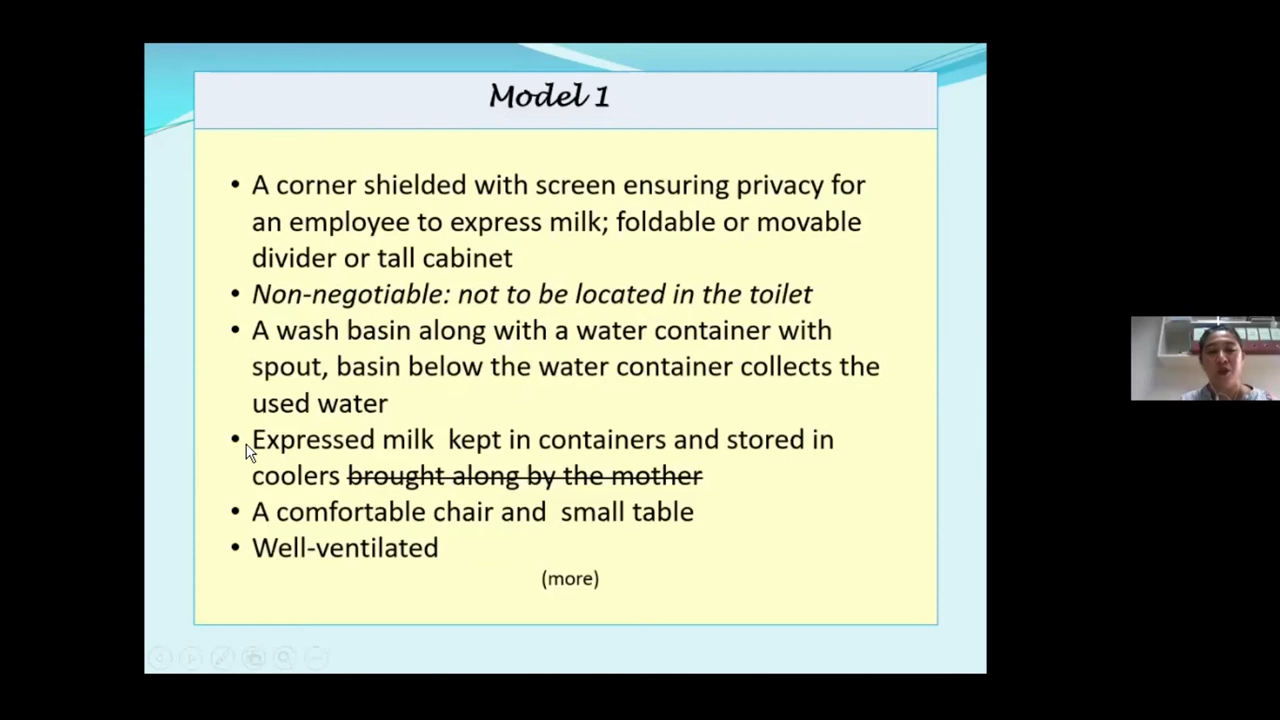 Model 1
• A corner shielded with screen ensuring privacy for
an employee to express milk; foldable or movable
divider or tall cabinet
• Non-negotiable: not to be located in the toilet
• A wash basin along with a water container with
spout, basin below the water container collects the
used water
• Expressed milk  kept in containers and stored in
coolers brought along by the mother
• A comfortable chair and  small table
• Well-ventilated
(more)